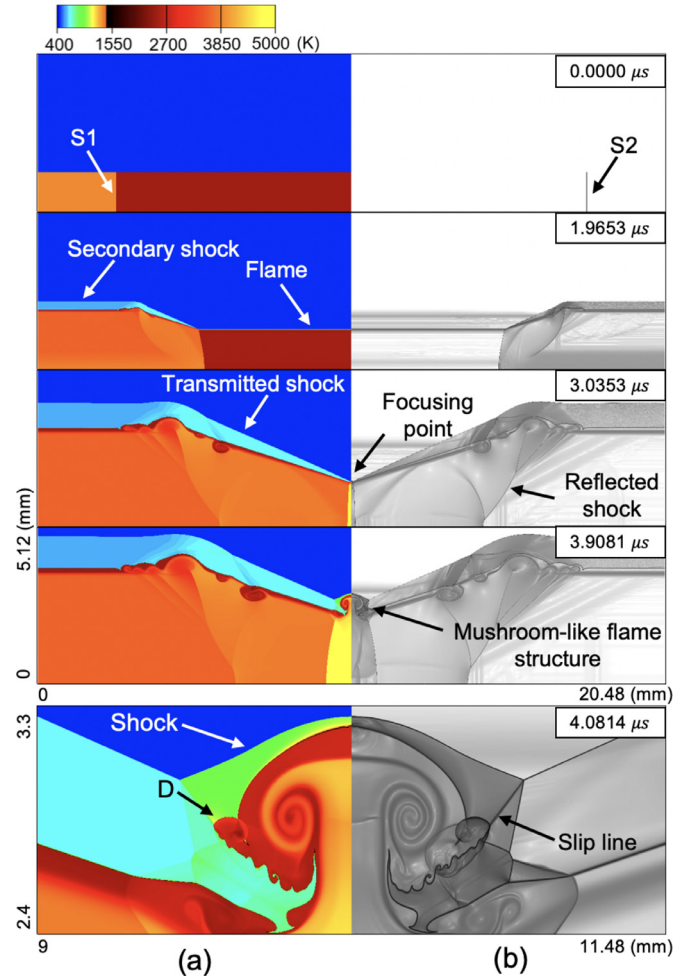 400 1550 2700 3850 5000 (K)
0.0000 μs
S1
S2
1.9653 μs
Secondary shock
Flame
3.0353 μs
Transmitted shock
Focusing
point
Reflected
shock
3.9081 μs
Mushroom-like flame
structure
5.12 (mm)
0
0
20.48 (mm)
4.0814 μs
3.3
Shock
D
Slip line
2.4
9
11.48 (mm)
(a)
(b)